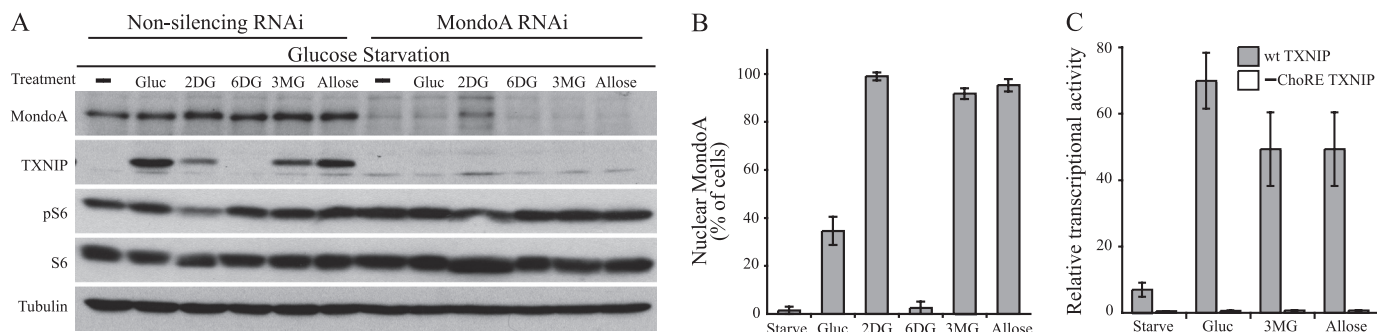 A
Non-silencing RNAi MondoA RNAi
Glucose Starvation
Treatment – Gluc 2DG 6DG 3MG Allose – Gluc 2DG 6DG 3MG Allose
MondoA
TXNIP
pS6
S6
Tubulin
B
Nuclear MondoA
(% of cells)
100
80
60
40
20
0
Starve Gluc 2DG 6DG 3MG Allose
C
Relative transcriptional activity
80
60
40
20
0
wt TXNIP
–ChoRE TXNIP
Starve Gluc 3MG Allose